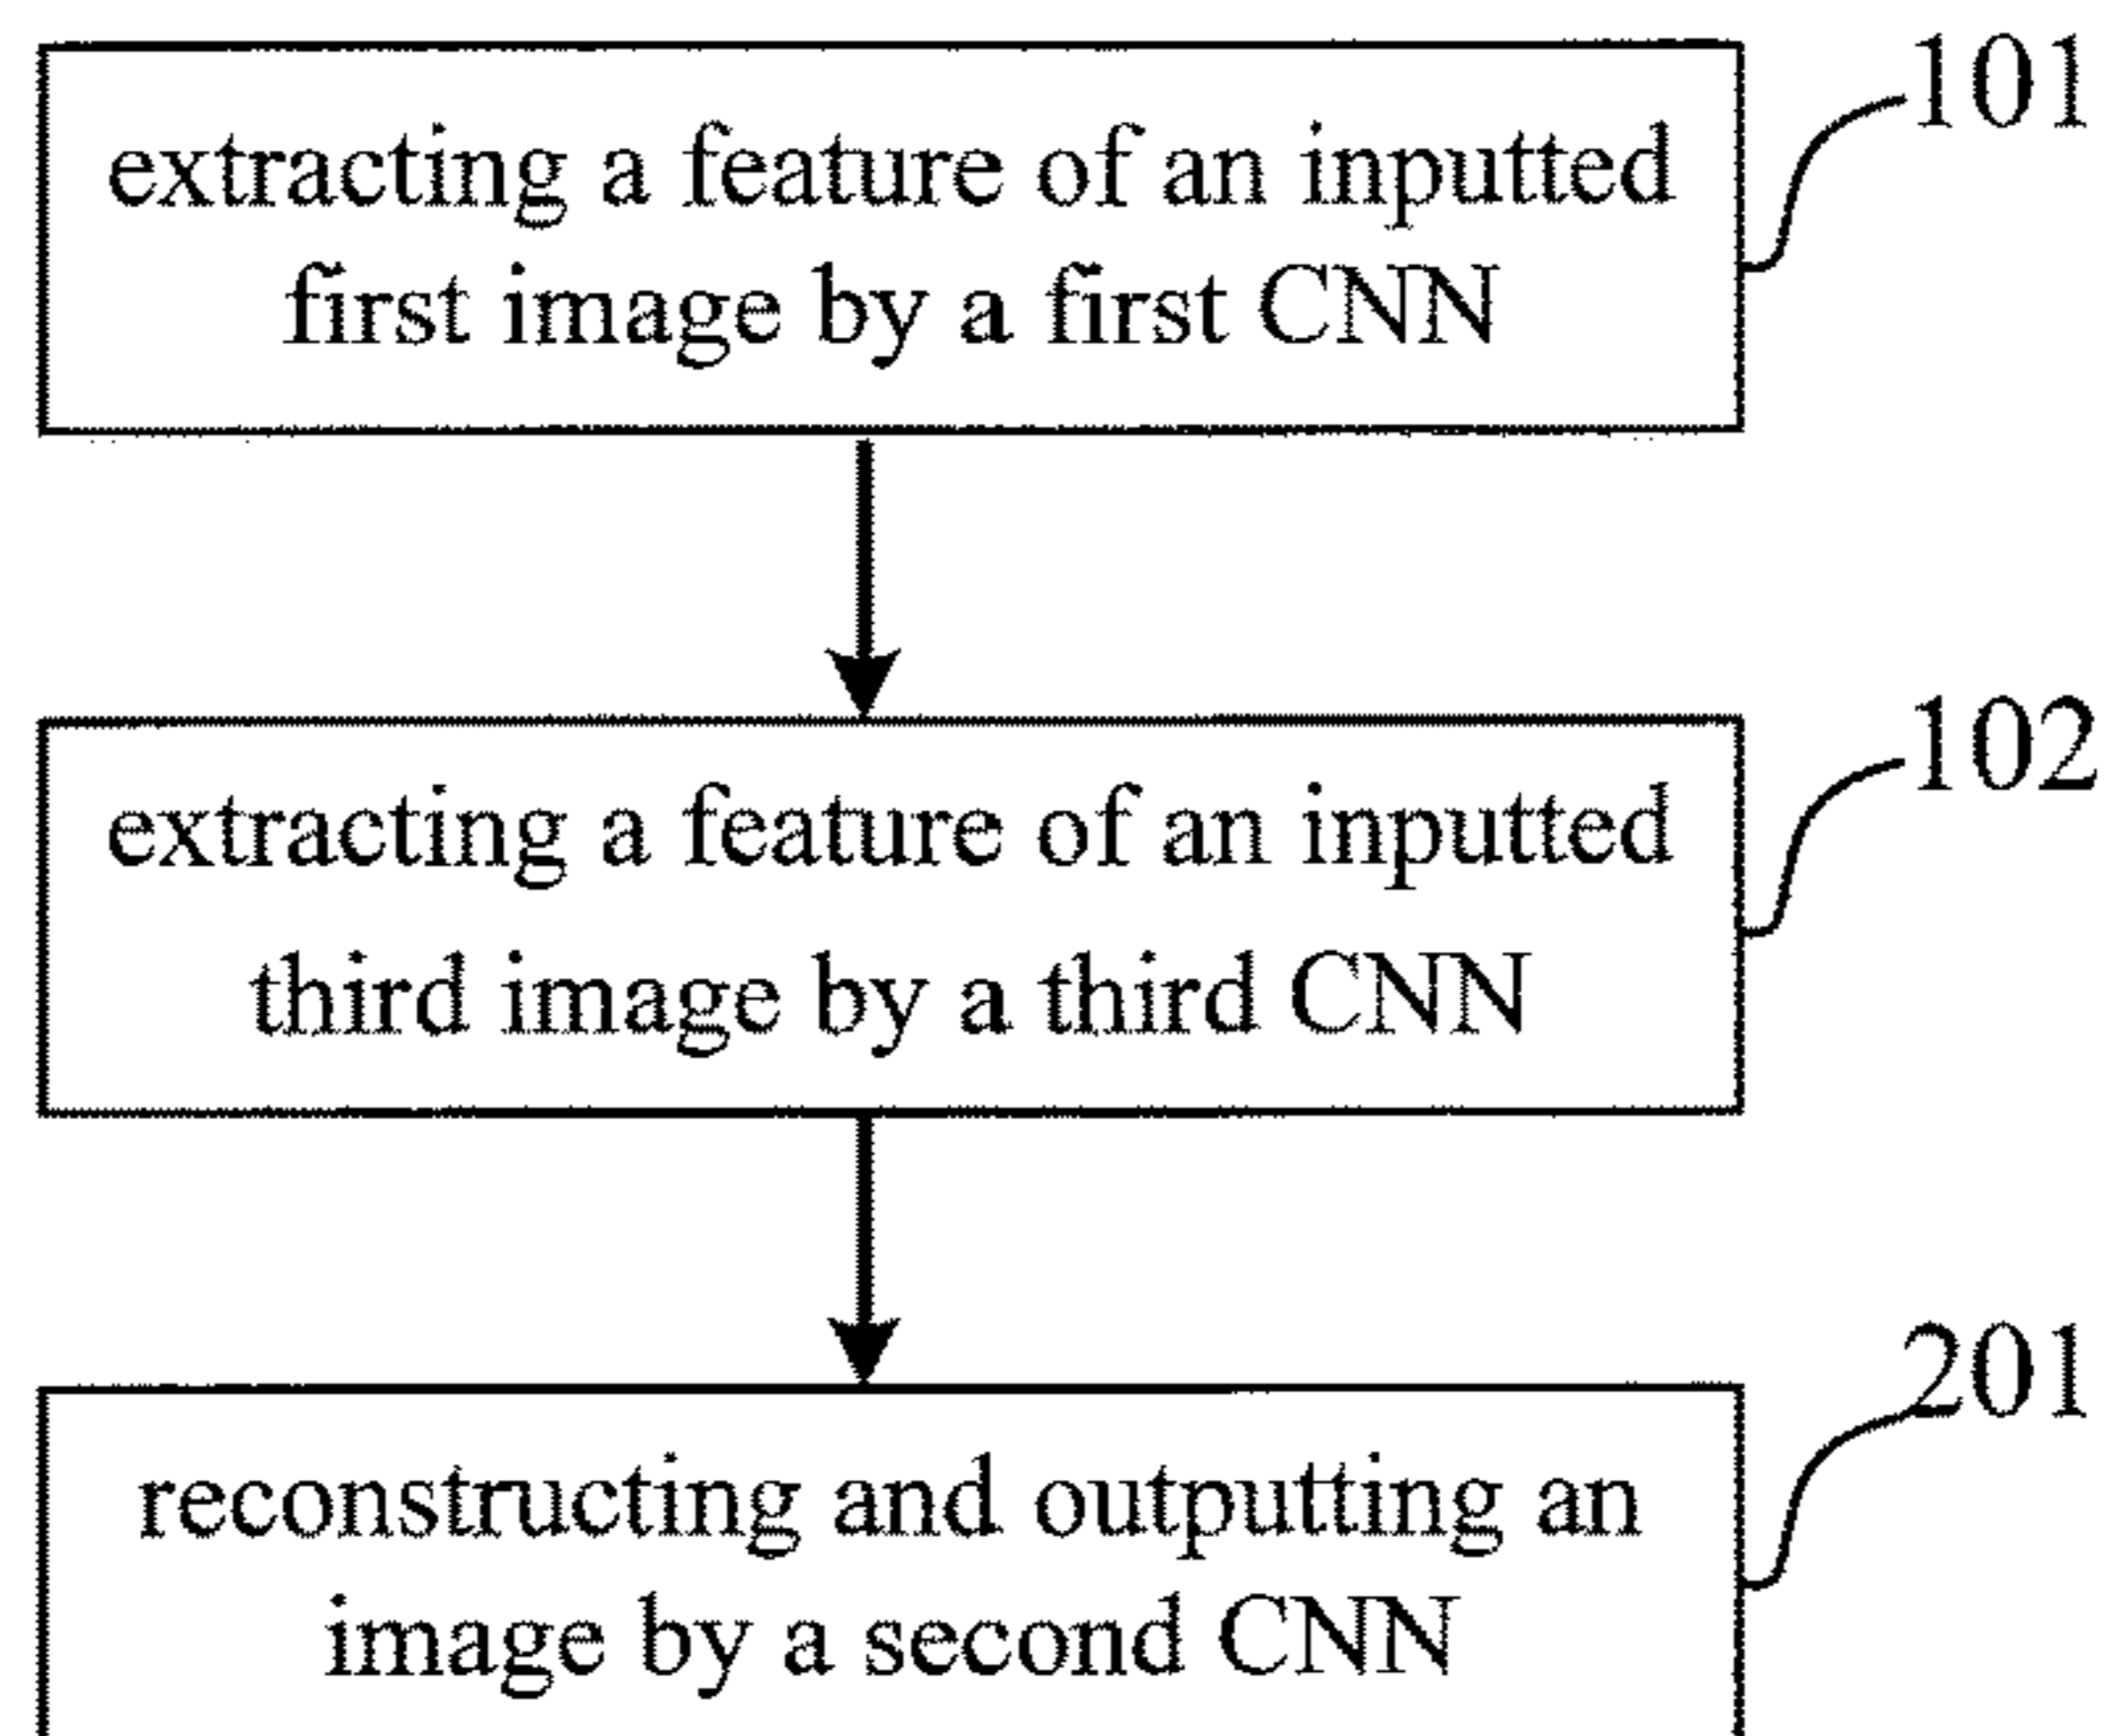 101
extracting a feature of an inputted
first image by a first CNN
102
extracting a feature of an inputted
third image by a third CNN
201
reconstructing and outputting an
image by a second CNN